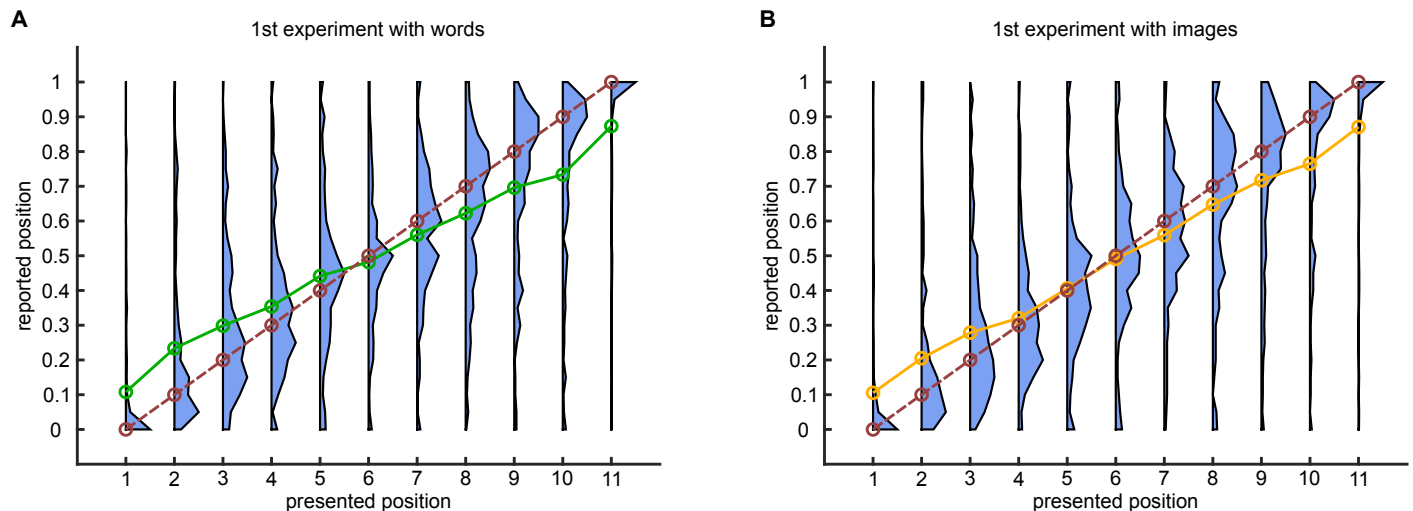 A
1st experiment with words
reported position
1
0.9
0.8
0.7
0.6
0.5
0.4
0.3
0.2
0.1
0
1 2 3 4 5 6 7 8 9 10 11
presented position
B
1st experiment with images
reported position
1
0.9
0.8
0.7
0.6
0.5
0.4
0.3
0.2
0.1
0
1 2 3 4 5 6 7 8 9 10 11
presented position